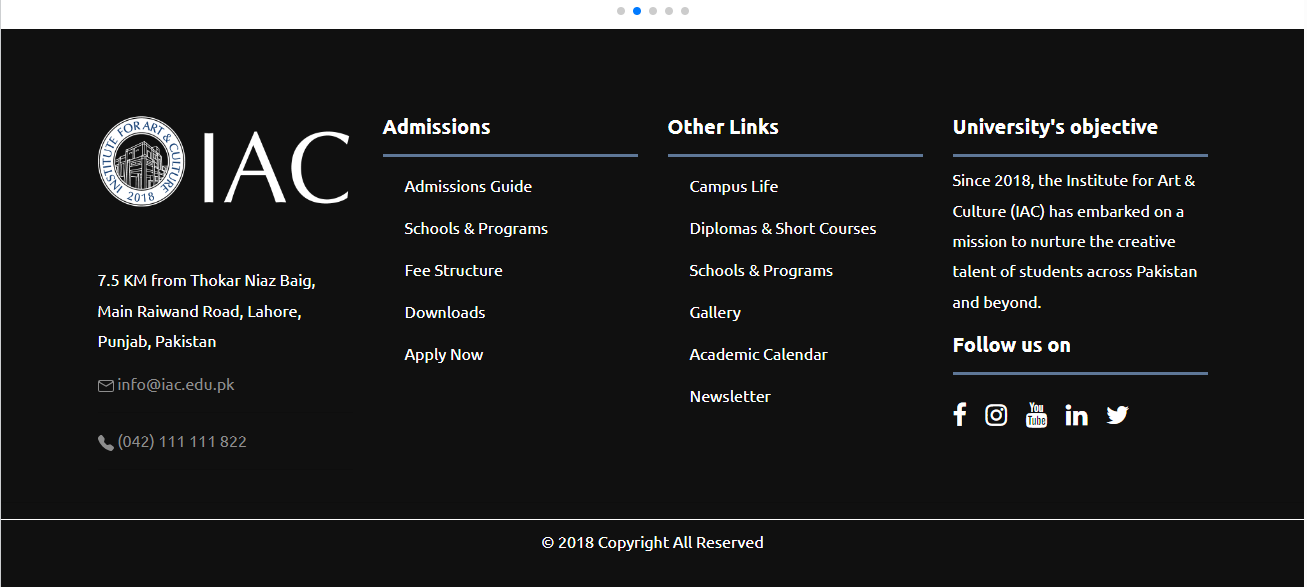 INSTITUTE FOR ART & CULTURE
2018
IAC
7.5 KM from Thokar Niaz Baig,
Main Raiwand Road, Lahore,
Punjab, Pakistan
info@iac.edu.pk
(042) 111 111 822
Admissions
Admissions Guide
Schools & Programs
Fee Structure
Downloads
Apply Now
Other Links
Campus Life
Diplomas & Short Courses
Schools & Programs
Gallery
Academic Calendar
Newsletter
University's objective
Since 2018, the Institute for Art &
Culture (IAC) has embarked on a
mission to nurture the creative
talent of students across Pakistan
and beyond.
Follow us on
You
Tube
© 2018 Copyright All Reserved